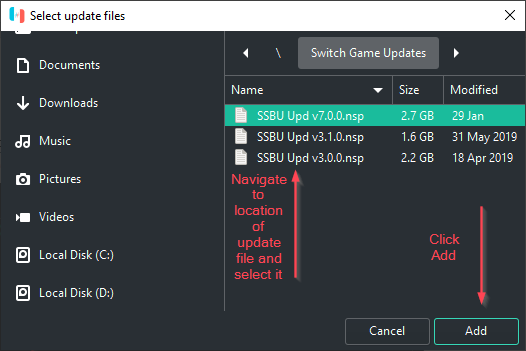 Select update files
Documents
Downloads
Music
Pictures
Videos
Local Disk (C:)
Local Disk (D:)
\ Switch Game Updates
Name Size Modified
SSBU Upd v7.0.0.nsp 2.7 GB 29 Jan
SSBU Upd v3.1.0.nsp 1.6 GB 31 May 2019
SSBU Upd v3.0.0.nsp 2.2 GB 18 Apr 2019
Navigate
to
location
of
update
file and
select it
Click
Add
Cancel Add